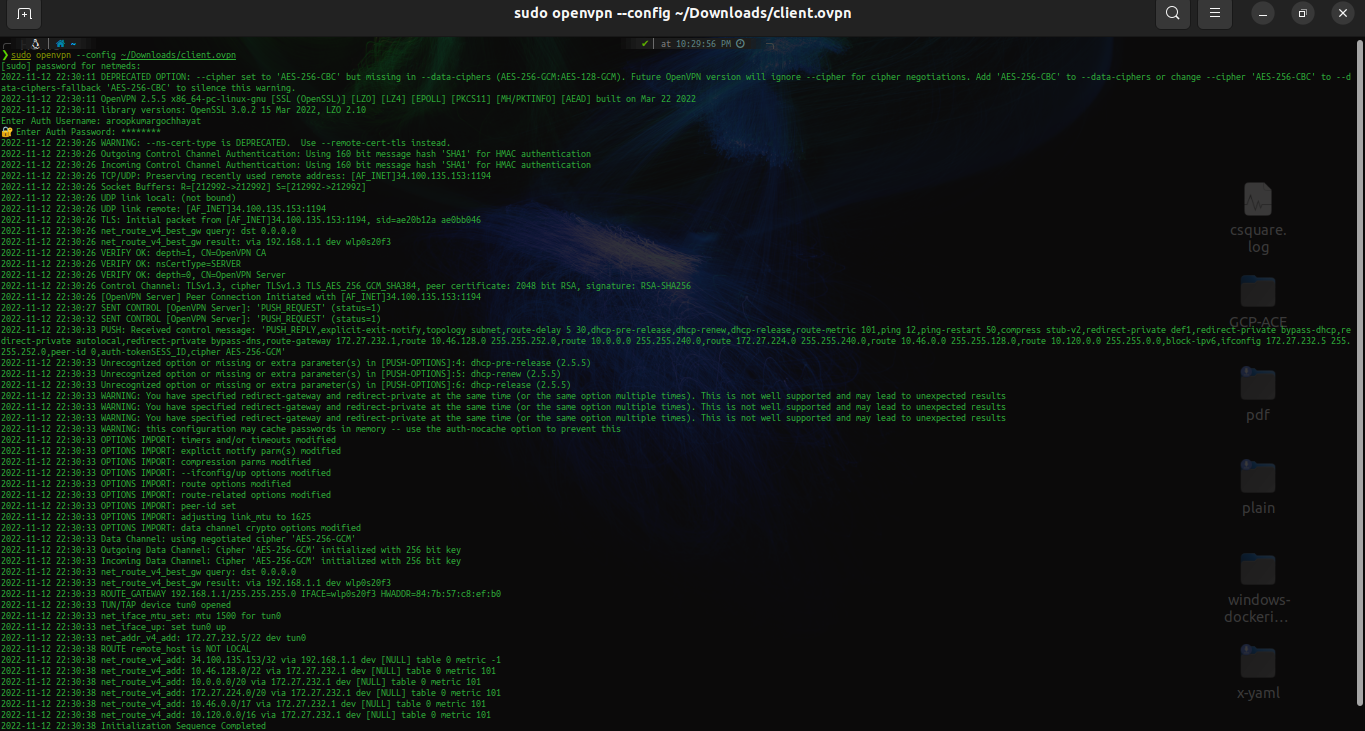 sudo openvpn --config ~/Downloads/client.ovpn
~ ✔ | at 10:29:56 PM
❯ sudo openvpn --config ~/Downloads/client.ovpn
[sudo] password for netmeds:
2022-11-12 22:30:11 DEPRECATED OPTION: --cipher set to 'AES-256-CBC' but missing in --data-ciphers (AES-256-GCM:AES-128-GCM). Future OpenVPN version will ignore --cipher for cipher negotiations. Add 'AES-256-CBC' to --data-ciphers or change --cipher 'AES-256-CBC' to --d
ata-ciphers-fallback 'AES-256-CBC' to silence this warning.
2022-11-12 22:30:11 OpenVPN 2.5.5 x86_64-pc-linux-gnu [SSL (OpenSSL)] [LZO] [LZ4] [EPOLL] [PKCS11] [MH/PKTINFO] [AEAD] built on Mar 22 2022
2022-11-12 22:30:11 library versions: OpenSSL 3.0.2 15 Mar 2022, LZO 2.10
Enter Auth Username: aroopkumargochhayat
🔐 Enter Auth Password: ********
2022-11-12 22:30:26 WARNING: --ns-cert-type is DEPRECATED.  Use --remote-cert-tls instead.
2022-11-12 22:30:26 Outgoing Control Channel Authentication: Using 160 bit message hash 'SHA1' for HMAC authentication
2022-11-12 22:30:26 Incoming Control Channel Authentication: Using 160 bit message hash 'SHA1' for HMAC authentication
2022-11-12 22:30:26 TCP/UDP: Preserving recently used remote address: [AF_INET]34.100.135.153:1194
2022-11-12 22:30:26 Socket Buffers: R=[212992->212992] S=[212992->212992]
2022-11-12 22:30:26 UDP link local: (not bound)
2022-11-12 22:30:26 UDP link remote: [AF_INET]34.100.135.153:1194
2022-11-12 22:30:26 TLS: Initial packet from [AF_INET]34.100.135.153:1194, sid=ae20b12a ae0bb046
2022-11-12 22:30:26 net_route_v4_best_gw query: dst 0.0.0.0
2022-11-12 22:30:26 net_route_v4_best_gw result: via 192.168.1.1 dev wlp0s20f3
2022-11-12 22:30:26 VERIFY OK: depth=1, CN=OpenVPN CA
2022-11-12 22:30:26 VERIFY OK: nsCertType=SERVER
2022-11-12 22:30:26 VERIFY OK: depth=0, CN=OpenVPN Server
2022-11-12 22:30:26 Control Channel: TLSv1.3, cipher TLSv1.3 TLS_AES_256_GCM_SHA384, peer certificate: 2048 bit RSA, signature: RSA-SHA256
2022-11-12 22:30:26 [OpenVPN Server] Peer Connection Initiated with [AF_INET]34.100.135.153:1194
2022-11-12 22:30:27 SENT CONTROL [OpenVPN Server]: 'PUSH_REQUEST' (status=1)
2022-11-12 22:30:32 SENT CONTROL [OpenVPN Server]: 'PUSH_REQUEST' (status=1)
2022-11-12 22:30:33 PUSH: Received control message: 'PUSH_REPLY,explicit-exit-notify,topology subnet,route-delay 5 30,dhcp-pre-release,dhcp-renew,dhcp-release,route-metric 101,ping 12,ping-restart 50,compress stub-v2,redirect-private def1,redirect-private bypass-dhcp,re
direct-private autolocal,redirect-private bypass-dns,route-gateway 172.27.232.1,route 10.46.128.0 255.255.252.0,route 10.0.0.0 255.255.240.0,route 172.27.224.0 255.255.240.0,route 10.46.0.0 255.255.128.0,route 10.120.0.0 255.255.0.0,block-ipv6,ifconfig 172.27.232.5 255.
255.252.0,peer-id 0,auth-tokenSESS_ID,cipher AES-256-GCM'
2022-11-12 22:30:33 Unrecognized option or missing or extra parameter(s) in [PUSH-OPTIONS]:4: dhcp-pre-release (2.5.5)
2022-11-12 22:30:33 Unrecognized option or missing or extra parameter(s) in [PUSH-OPTIONS]:5: dhcp-renew (2.5.5)
2022-11-12 22:30:33 Unrecognized option or missing or extra parameter(s) in [PUSH-OPTIONS]:6: dhcp-release (2.5.5)
2022-11-12 22:30:33 WARNING: You have specified redirect-gateway and redirect-private at the same time (or the same option multiple times). This is not well supported and may lead to unexpected results
2022-11-12 22:30:33 WARNING: You have specified redirect-gateway and redirect-private at the same time (or the same option multiple times). This is not well supported and may lead to unexpected results
2022-11-12 22:30:33 WARNING: You have specified redirect-gateway and redirect-private at the same time (or the same option multiple times). This is not well supported and may lead to unexpected results
2022-11-12 22:30:33 WARNING: this configuration may cache passwords in memory -- use the auth-nocache option to prevent this
2022-11-12 22:30:33 OPTIONS IMPORT: timers and/or timeouts modified
2022-11-12 22:30:33 OPTIONS IMPORT: explicit notify parm(s) modified
2022-11-12 22:30:33 OPTIONS IMPORT: compression parms modified
2022-11-12 22:30:33 OPTIONS IMPORT: --ifconfig/up options modified
2022-11-12 22:30:33 OPTIONS IMPORT: route options modified
2022-11-12 22:30:33 OPTIONS IMPORT: route-related options modified
2022-11-12 22:30:33 OPTIONS IMPORT: peer-id set
2022-11-12 22:30:33 OPTIONS IMPORT: adjusting link_mtu to 1625
2022-11-12 22:30:33 OPTIONS IMPORT: data channel crypto options modified
2022-11-12 22:30:33 Data Channel: using negotiated cipher 'AES-256-GCM'
2022-11-12 22:30:33 Outgoing Data Channel: Cipher 'AES-256-GCM' initialized with 256 bit key
2022-11-12 22:30:33 Incoming Data Channel: Cipher 'AES-256-GCM' initialized with 256 bit key
2022-11-12 22:30:33 net_route_v4_best_gw query: dst 0.0.0.0
2022-11-12 22:30:33 net_route_v4_best_gw result: via 192.168.1.1 dev wlp0s20f3
2022-11-12 22:30:33 ROUTE_GATEWAY 192.168.1.1/255.255.255.0 IFACE=wlp0s20f3 HWADDR=84:7b:57:c8:ef:b0
2022-11-12 22:30:33 TUN/TAP device tun0 opened
2022-11-12 22:30:33 net_iface_mtu_set: mtu 1500 for tun0
2022-11-12 22:30:33 net_iface_up: set tun0 up
2022-11-12 22:30:33 net_addr_v4_add: 172.27.232.5/22 dev tun0
2022-11-12 22:30:38 ROUTE remote_host is NOT LOCAL
2022-11-12 22:30:38 net_route_v4_add: 34.100.135.153/32 via 192.168.1.1 dev [NULL] table 0 metric -1
2022-11-12 22:30:38 net_route_v4_add: 10.46.128.0/22 via 172.27.232.1 dev [NULL] table 0 metric 101
2022-11-12 22:30:38 net_route_v4_add: 10.0.0.0/20 via 172.27.232.1 dev [NULL] table 0 metric 101
2022-11-12 22:30:38 net_route_v4_add: 172.27.224.0/20 via 172.27.232.1 dev [NULL] table 0 metric 101
2022-11-12 22:30:38 net_route_v4_add: 10.46.0.0/17 via 172.27.232.1 dev [NULL] table 0 metric 101
2022-11-12 22:30:38 net_route_v4_add: 10.120.0.0/16 via 172.27.232.1 dev [NULL] table 0 metric 101
2022-11-12 22:30:38 Initialization Sequence Completed
csquare.
log
GCP-ACE
pdf
plain
windows-
dockeri...
x-yaml